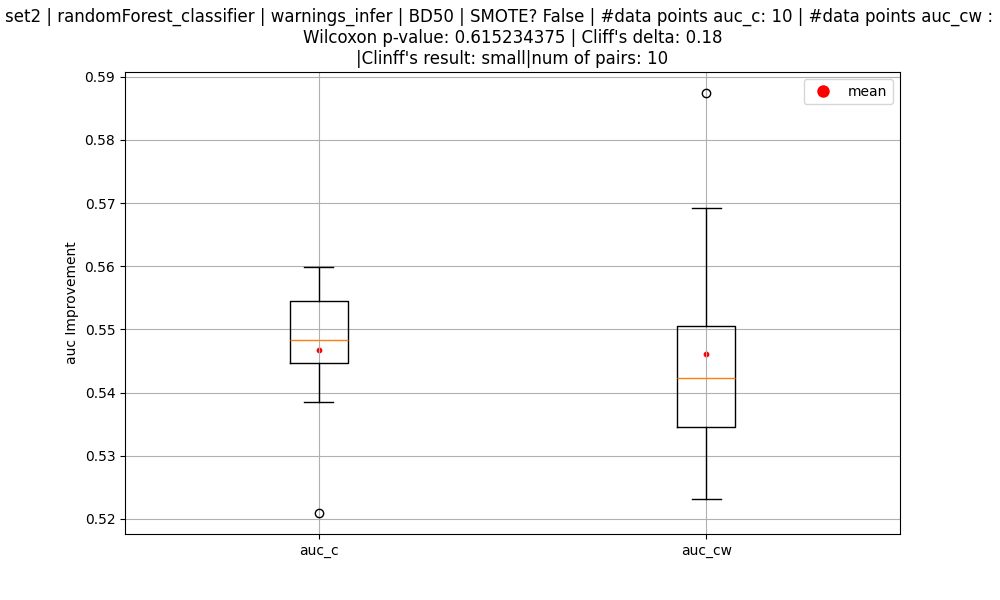 set2 | randomForest_classifier | warnings_infer | BD50 | SMOTE? False | #data points auc_c: 10 | #data points auc_cw :
Wilcoxon p-value: 0.615234375 | Cliff's delta: 0.18
|Clinff's result: small|num of pairs: 10
mean
0.59
0.58
0.57
0.56
0.55
0.54
0.53
0.52
auc Improvement
auc_c
auc_cw